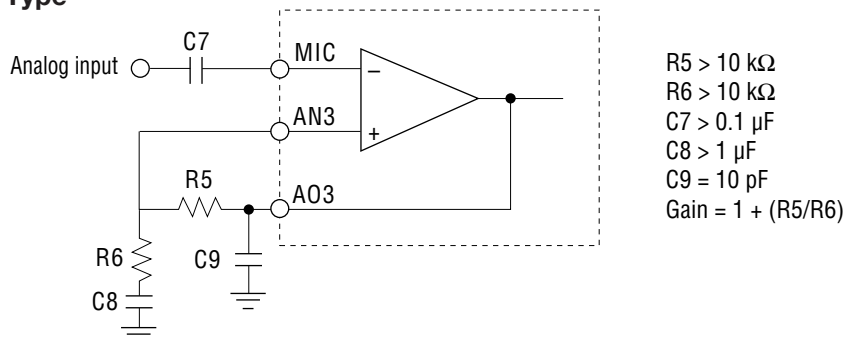 Type
C7
Analog input
MIC
−
AN3
+
R5
AO3
R6
C9
C8
R5 > 10 kΩ
R6 > 10 kΩ
C7 > 0.1 µF
C8 > 1 µF
C9 = 10 pF
Gain = 1 + (R5/R6)